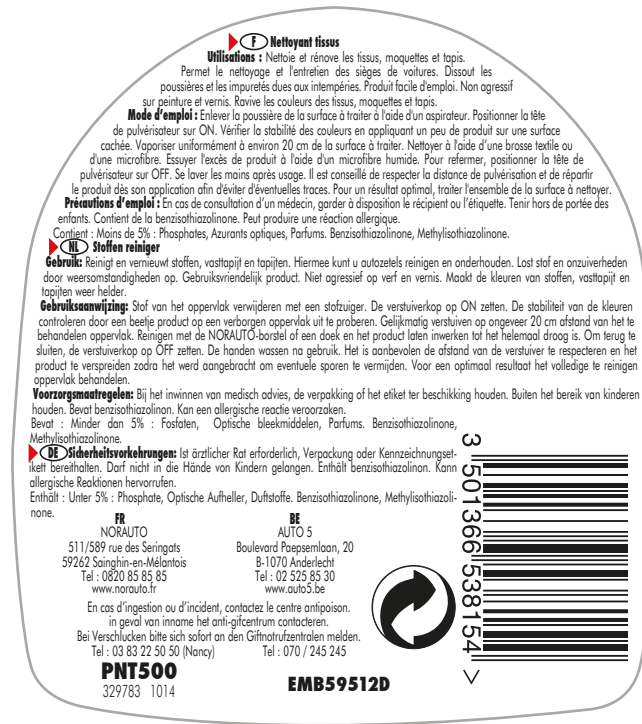 F Nettoyant tissus
Utilisations : Nettoie et rénove les tissus, moquettes et tapis.
Permet le nettoyage et l'entretien des sièges de voitures. Dissout les
poussières et les impuretés dues aux intempéries. Produit facile d'emploi. Non agressif
sur peinture et vernis. Ravive les couleurs des tissus, moquettes et tapis.
Mode d'emploi : Enlever la poussière de la surface à traiter à l'aide d'un aspirateur. Positionner la tête
de pulvérisateur sur ON. Vérifier la stabilité des couleurs en appliquant un peu de produit sur une surface
cachée. Vaporiser uniformément à environ 20 cm de la surface à traiter. Nettoyer à l'aide d'une brosse textile ou
d'une microfibre. Essuyer l'excès de produit à l'aide d'un microfibre humide. Pour refermer, positionner la tête de
pulvérisateur sur OFF. Se laver les mains après usage. Il est conseillé de respecter la distance de pulvérisation et de répartir
le produit dès son application afin d'éviter d'éventuelles traces. Pour un résultat optimal, traiter l'ensemble de la surface à nettoyer.
Précautions d'emploi : En cas de consultation d'un médecin, garder à disposition le récipient ou l'étiquette. Tenir hors de portée des
enfants. Contient de la benzisothiazolinone. Peut produire une réaction allergique.
Contient : Moins de 5% : Phosphates, Azurants optiques, Parfums. Benzisothiazolinone, Methylisothiazolinone.
NL Stoffen reiniger
Gebruik: Reinigt en vernieuwt stoffen, vasttapijt en tapijten. Hiermee kunt u autozetels reinigen en onderhouden. Lost stof en onzuiverheden
door weersomstandigheden op. Gebruiksvriendelijk product. Niet agressief op verf en vernis. Maakt de kleuren van stoffen, vasttapijt en
tapijten weer helder.
Gebruiksaanwijzing: Stof van het oppervlak verwijderen met een stofzuiger. De verstuiverkop op ON zetten. De stabiliteit van de kleuren
controleren door een beetje product op een verborgen oppervlak uit te proberen. Gelijkmatig verstuiven op ongeveer 20 cm afstand van het te
behandelen oppervlak. Reinigen met de NORAUTO-borstel of een doek en het product laten inwerken tot het helemaal droog is. Om terug te
sluiten, de verstuiverkop op OFF zetten. De handen wassen na gebruik. Het is aanbevolen de afstand van de verstuiver te respecteren en het
product te verspreiden zodra het werd aangebracht om eventuele sporen te vermijden. Voor een optimaal resultaat het volledige te reinigen
oppervlak behandelen.
Voorzorgsmaatregelen: Bij het inwinnen van medisch advies, de verpakking of het etiket ter beschikking houden. Buiten het bereik van kinderen
houden. Bevat benzisothiazolinon. Kan een allergische reactie veroorzaken.
Bevat : Minder dan 5% : Fosfaten, Optische bleekmiddelen, Parfums. Benzisothiazolinone,
Methylisothiazolinone.
DE Sicherheitsvorkehrungen: Ist ärztlicher Rat erforderlich, Verpackung oder Kennzeichnungset-
ikett bereithalten. Darf nicht in die Hände von Kindern gelangen. Enthält benzisothiazolinon. Kann
allergische Reaktionen hervorrufen.
Enthält : Unter 5% : Phosphate, Optische Aufheller, Duftstoffe. Benzisothiazolinone, Methylisothiazoli-
none.
FR
NORAUTO
511/589 rue des Seringats
59262 Sainghin-en-Mélantois
Tel : 0820 85 85 85
www.norauto.fr
BE
AUTO 5
Boulevard Paepsemlaan, 20
B-1070 Anderlecht
Tel : 02 525 85 30
www.auto5.be
En cas d'ingestion ou d'incident, contactez le centre antipoison.
in geval van inname het anti-gifcentrum contacteren.
Bei Verschlucken bitte sich sofort an den Giftnotrufzentralen melden.
Tel : 03 83 22 50 50 (Nancy) Tel : 070 / 245 245
PNT500
329783 1014
EMB59512D
3 501366 538154 >